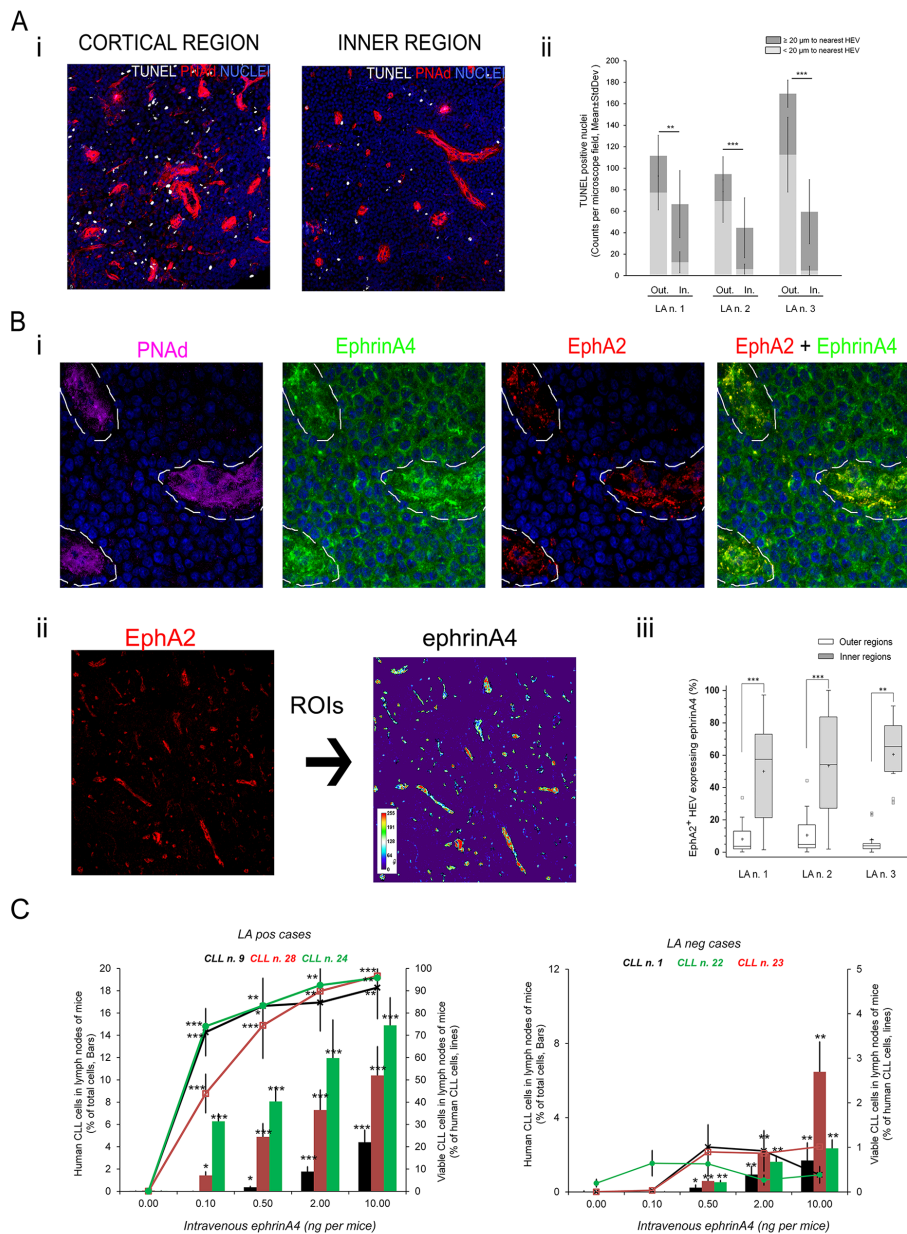 A
i
CORTICAL REGION
INNER REGION
TUNEL PNAd NUCLEI
TUNEL PNAd NUCLEI
ii
≥ 20 µm to nearest HEV
< 20 µm to nearest HEV
TUNEL positive nuclei
(Counts per microscope field, Mean±StdDev)
200
180
160
140
120
100
80
60
40
20
0
**
***
***
Out. In. Out. In. Out. In.
LA n. 1 LA n. 2 LA n. 3
B
i
PNAd
EphrinA4
EphA2
EphA2 + EphrinA4
ii
EphA2
ROIs
ephrinA4
255
191
128
64
iii
Outer regions
Inner regions
EphA2+ HEV expressing ephrinA4 (%)
100
80
60
40
20
0
***
***
**
LA n. 1 LA n. 2 LA n. 3
C
LA pos cases
CLL n. 9 CLL n. 28 CLL n. 24
Human CLL cells in lymph nodes of mice
(% of total cells, Bars)
20
18
16
14
12
10
8
6
4
2
0
100
90
80
70
60
50
40
30
20
10
0
Viable CLL cells in lymph nodes of mice
(% of human CLL cells, lines)
0.00 0.10 0.50 2.00 10.00
Intravenous ephrinA4 (ng per mice)
LA neg cases
CLL n. 1 CLL n. 22 CLL n. 23
Human CLL cells in lymph nodes of mice
(% of total cells, Bars)
12
8
4
0
5
4
3
2
1
0
Viable CLL cells in lymph nodes of mice
(% of human CLL cells, lines)
0.00 0.10 0.50 2.00 10.00
Intravenous ephrinA4 (ng per mice)